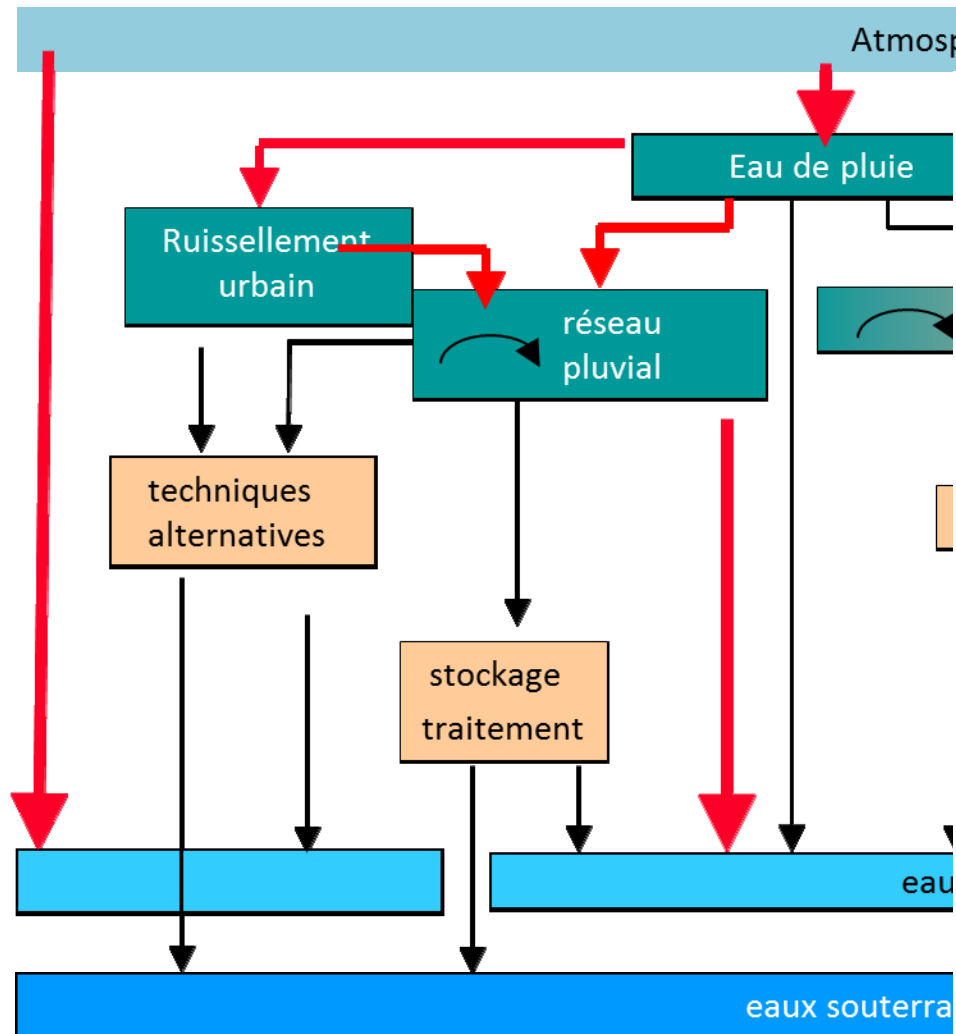 Atmosp
Eau de pluie
Ruissellement
urbain
réseau
pluvial
techniques
alternatives
stockage
traitement
eau
eaux souterra